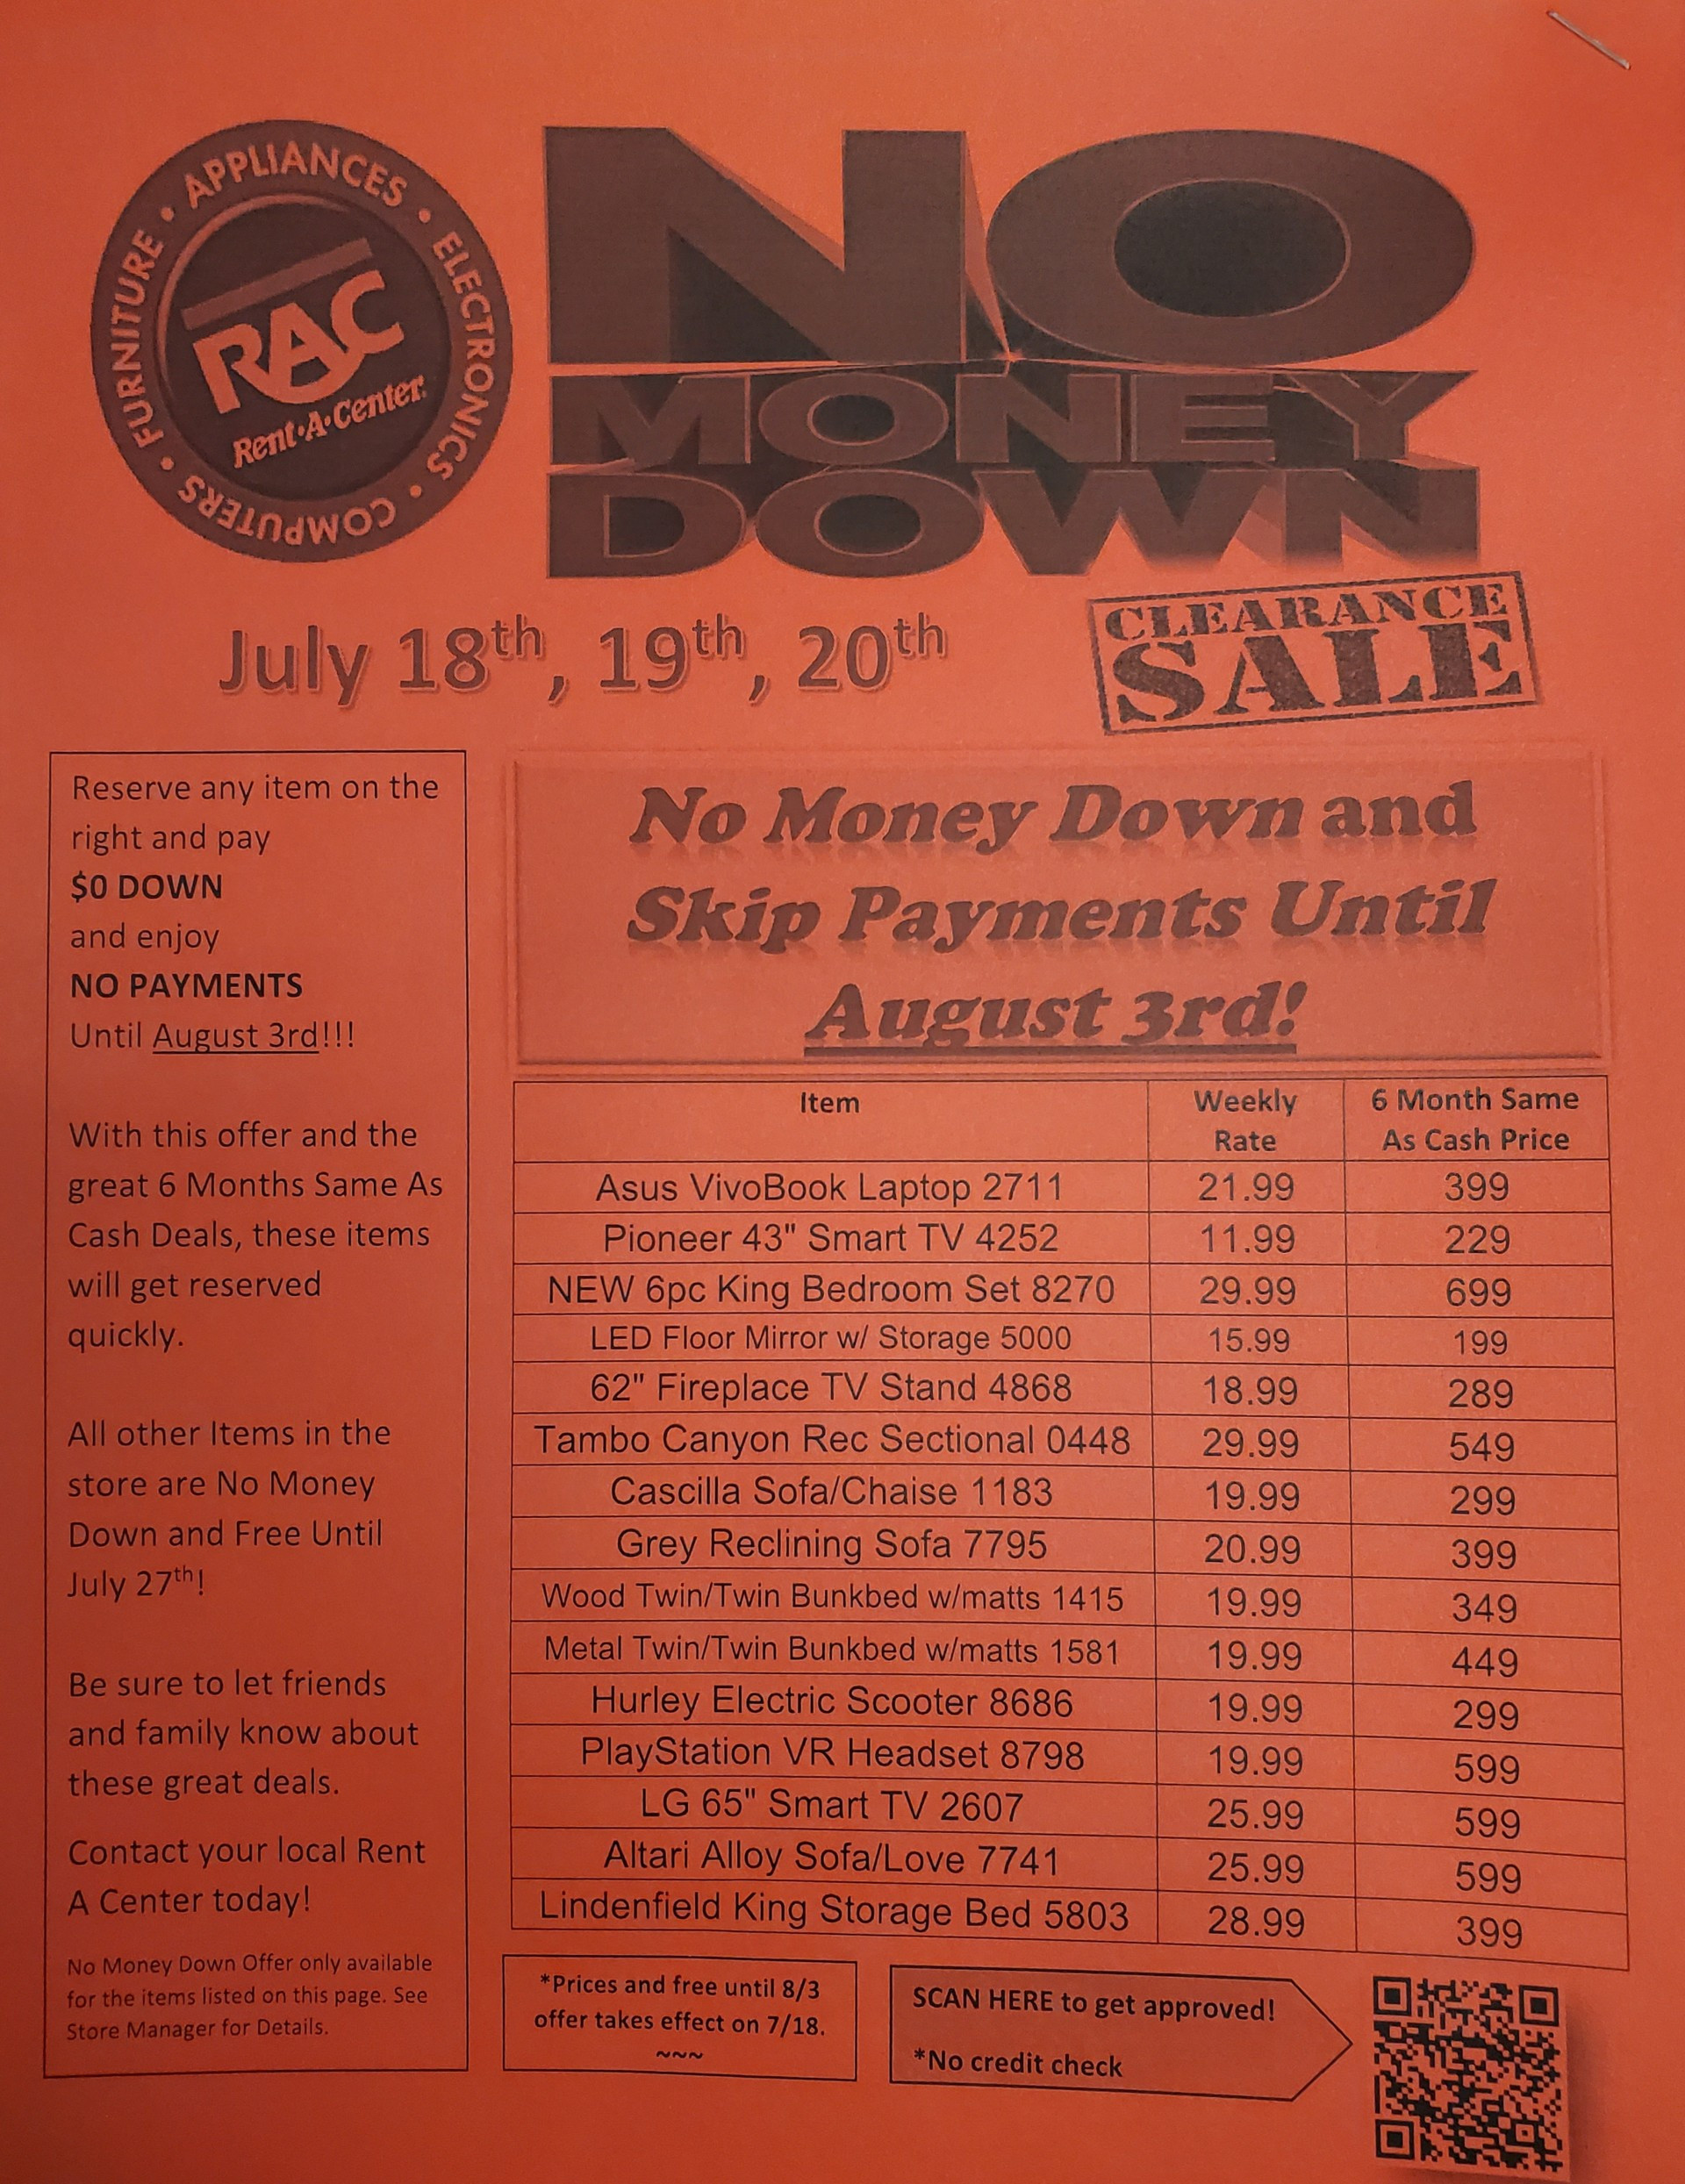 FURNITURE • APPLIANCES • ELECTRONICS • COMPUTERS •
RAC
Rent•A•Center
NO
MONEY
DOWN
July 18th, 19th, 20th
CLEARANCE
SALE
Reserve any item on the
right and pay
$0 DOWN
and enjoy
NO PAYMENTS
Until August 3rd!!!
With this offer and the
great 6 Months Same As
Cash Deals, these items
will get reserved
quickly.
All other Items in the
store are No Money
Down and Free Until
July 27th!
Be sure to let friends
and family know about
these great deals.
Contact your local Rent
A Center today!
No Money Down Offer only available
for the items listed on this page. See
Store Manager for Details.
No Money Down and
Skip Payments Until
August 3rd!
Item Weekly Rate 6 Month Same As Cash Price
Asus VivoBook Laptop 2711 21.99 399
Pioneer 43" Smart TV 4252 11.99 229
NEW 6pc King Bedroom Set 8270 29.99 699
LED Floor Mirror w/ Storage 5000 15.99 199
62" Fireplace TV Stand 4868 18.99 289
Tambo Canyon Rec Sectional 0448 29.99 549
Cascilla Sofa/Chaise 1183 19.99 299
Grey Reclining Sofa 7795 20.99 399
Wood Twin/Twin Bunkbed w/matts 1415 19.99 349
Metal Twin/Twin Bunkbed w/matts 1581 19.99 449
Hurley Electric Scooter 8686 19.99 299
PlayStation VR Headset 8798 19.99 599
LG 65" Smart TV 2607 25.99 599
Altari Alloy Sofa/Love 7741 25.99 599
Lindenfield King Storage Bed 5803 28.99 399
*Prices and free until 8/3
offer takes effect on 7/18.
~~~
SCAN HERE to get approved!
*No credit check